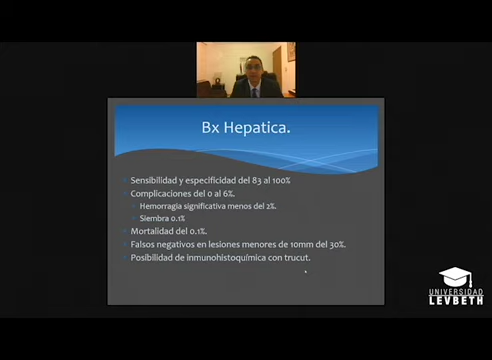 Bx Hepatica.
Sensibilidad y especificidad del 83 al 100%
Complicaciones del 0 al 6%.
Hemorragia significativa menos del 2%.
Siembra 0.1%
Mortalidad del 0.1%.
Falsos negativos en lesiones menores de 10mm del 30%.
Posibilidad de inmunohistoquímica con trucut.
UNIVERSIDAD
LEVBETH